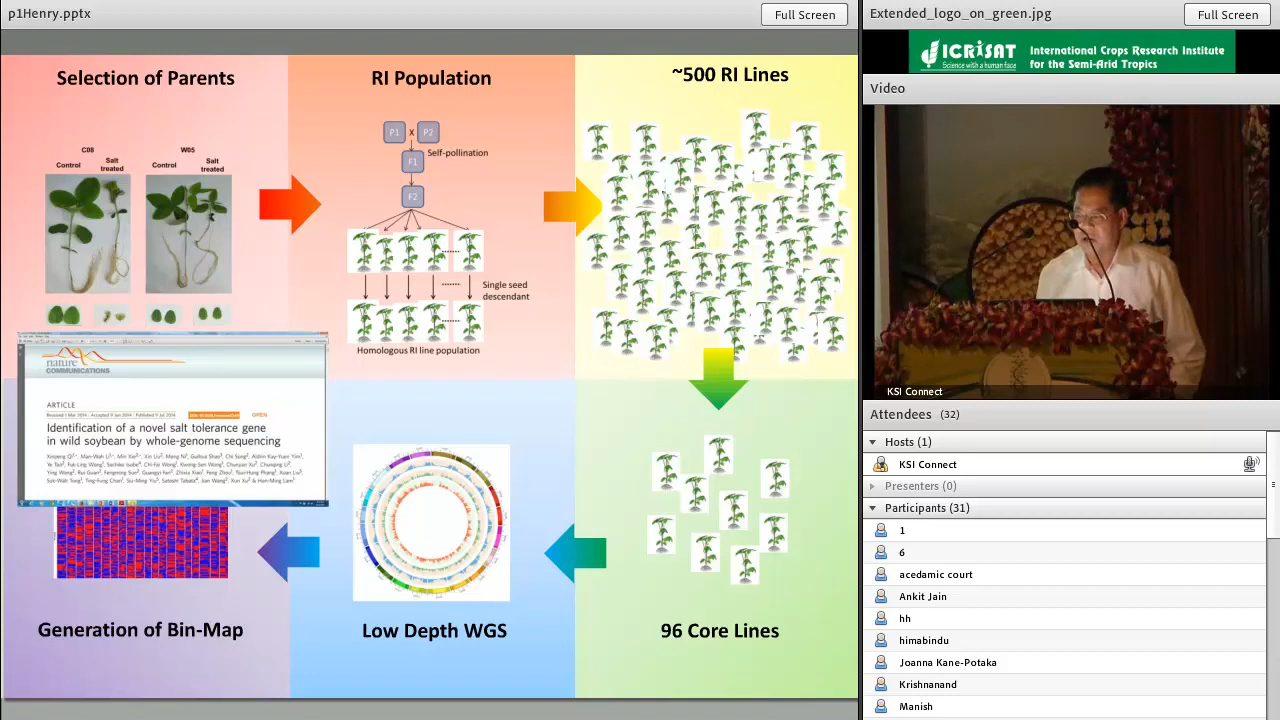 p1Henry.pptx
Full Screen
Extended_logo_on_green.jpg
Full Screen
ICRISAT
Science with a human face
International Crops Research Institute
for the Semi-Arid Tropics
Video
Selection of Parents
C08
W05
Control
Salt
treated
Control
Salt
treated
RI Population
P1 X P2
Self-pollination
F1
F2
Single seed
descendant
Homologous RI line population
~500 RI Lines
nature
COMMUNICATIONS
ARTICLE
OPEN
Identification of a novel salt tolerance gene
in wild soybean by whole-genome sequencing
Generation of Bin-Map
Low Depth WGS
96 Core Lines
KSI Connect
Attendees (32)
Hosts (1)
KSI Connect
Presenters (0)
Participants (31)
1
6
acedamic court
Ankit Jain
hh
himabindu
Joanna Kane-Potaka
Krishnanand
Manish